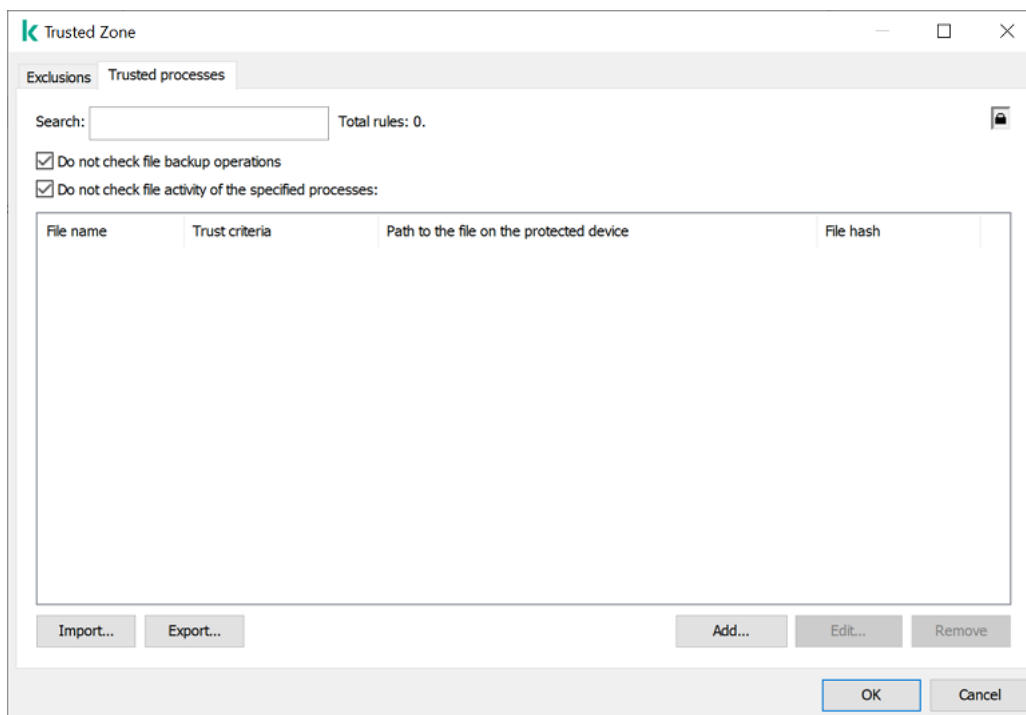 Trusted Zone
Exclusions Trusted processes
Search: Total rules: 0.
Do not check file backup operations
Do not check file activity of the specified processes:
File name Trust criteria Path to the file on the protected device File hash
Import... Export... Add... Edit... Remove
OK Cancel